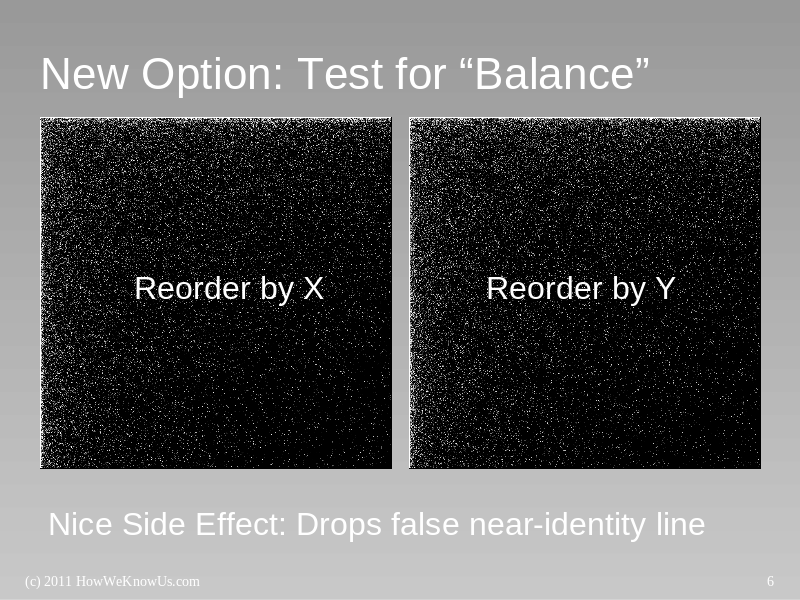 New Option: Test for “Balance”
Reorder by X
Reorder by Y
Nice Side Effect: Drops false near-identity line
(c) 2011 HowWeKnowUs.com
6